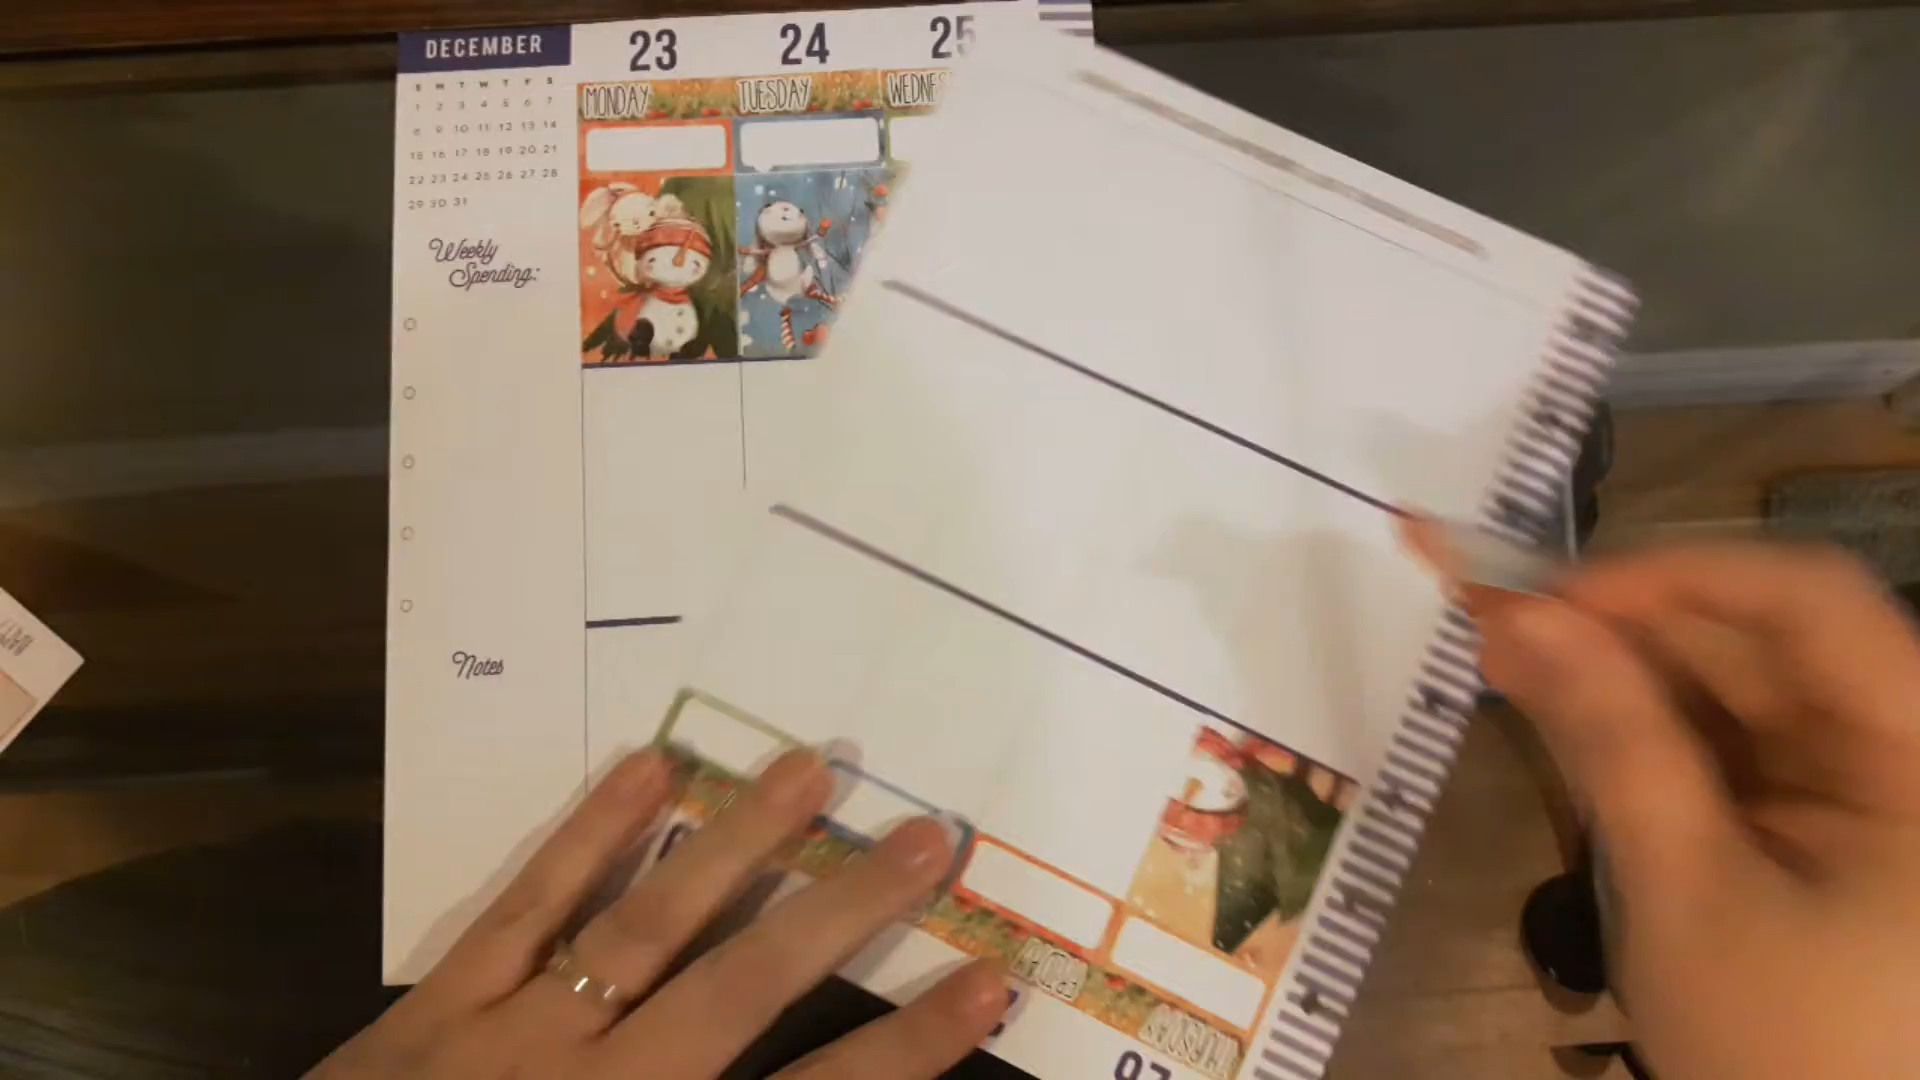 DECEMBER
23
24
25
S M T W T F S
1 2 3 4 5 6 7
8 9 10 11 12 13 14
15 16 17 18 19 20 21
22 23 24 25 26 27 28
29 30 31
MONDAY
TUESDAY
Weekly
Spending:
Notes
FRIDAY
THURSDAY